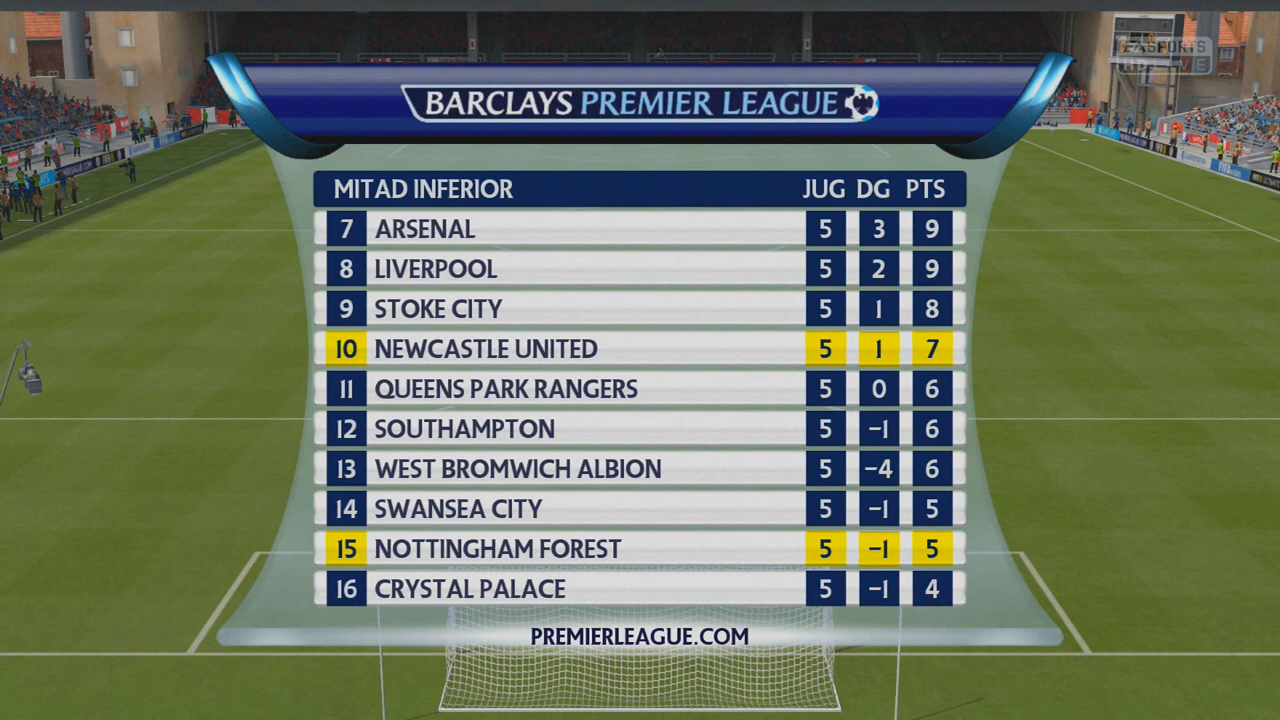 EA SPORTS
BARCLAYS PREMIER LEAGUE
MITAD INFERIOR JUG DG PTS
7 ARSENAL 5 3 9
8 LIVERPOOL 5 2 9
9 STOKE CITY 5 1 8
10 NEWCASTLE UNITED 5 1 7
11 QUEENS PARK RANGERS 5 0 6
12 SOUTHAMPTON 5 -1 6
13 WEST BROMWICH ALBION 5 -4 6
14 SWANSEA CITY 5 -1 5
15 NOTTINGHAM FOREST 5 -1 5
16 CRYSTAL PALACE 5 -1 4
PREMIERLEAGUE.COM